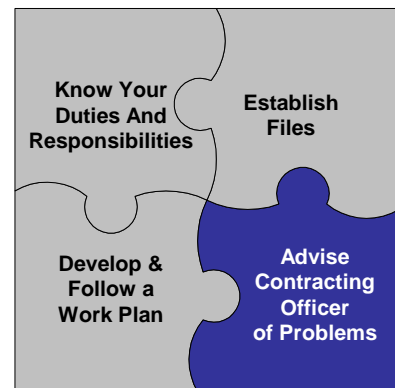 Know Your
Duties And
Responsibilities
Establish
Files
Develop &
Follow a
Work Plan
Advise
Contracting
Officer
of Problems